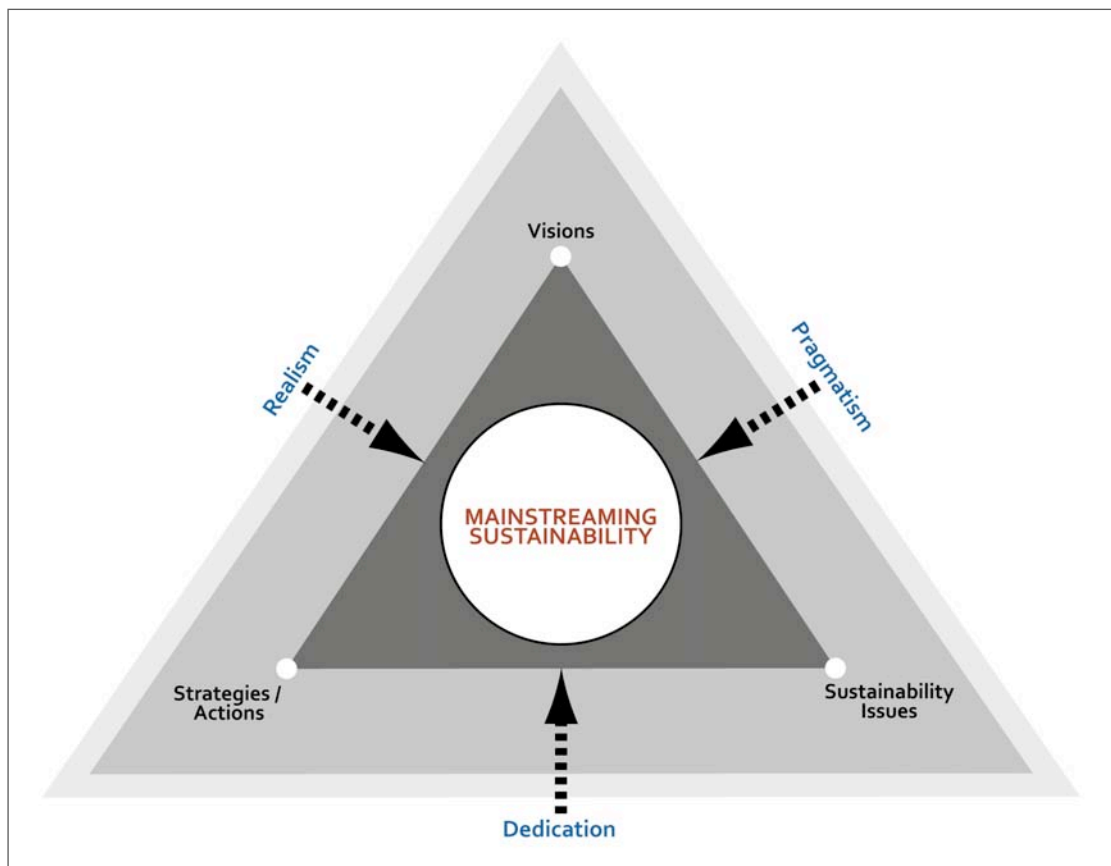 Visions
Realism
Pragmatism
MAINSTREAMING
SUSTAINABILITY
Strategies /
Actions
Sustainability
Issues
Dedication